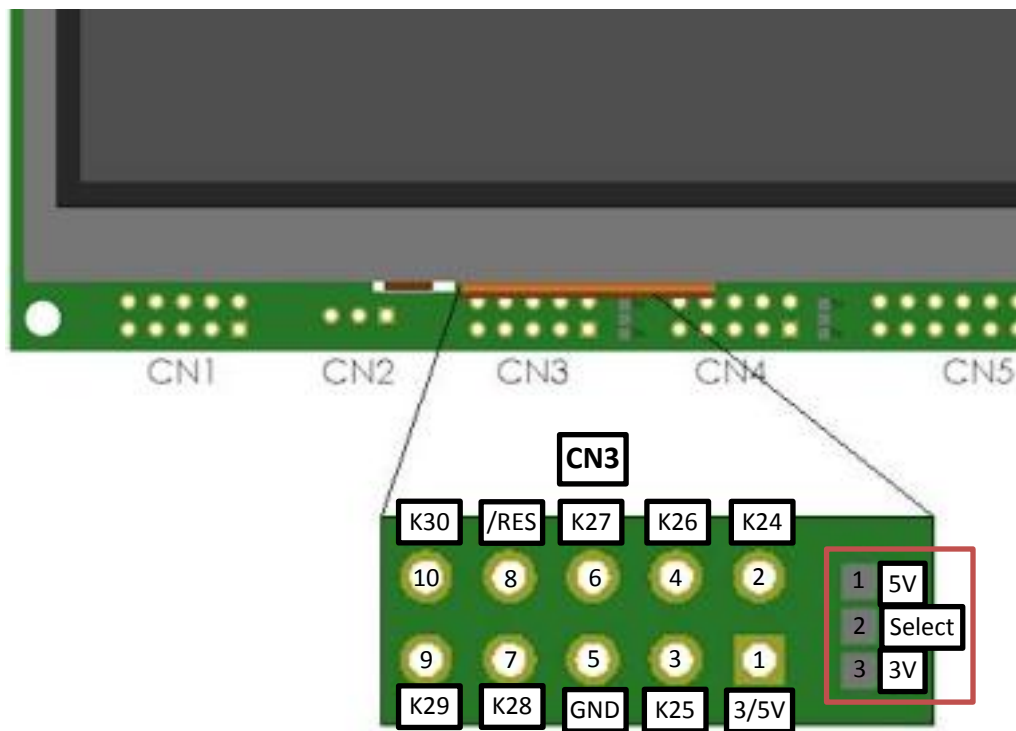 CN1 CN2 CN3 CN4 CN5
CN3
K30 /RES K27 K26 K24
10 8 6 4 2
1 5V
2 Select
3 3V
9 7 5 3 1
K29 K28 GND K25 3/5V